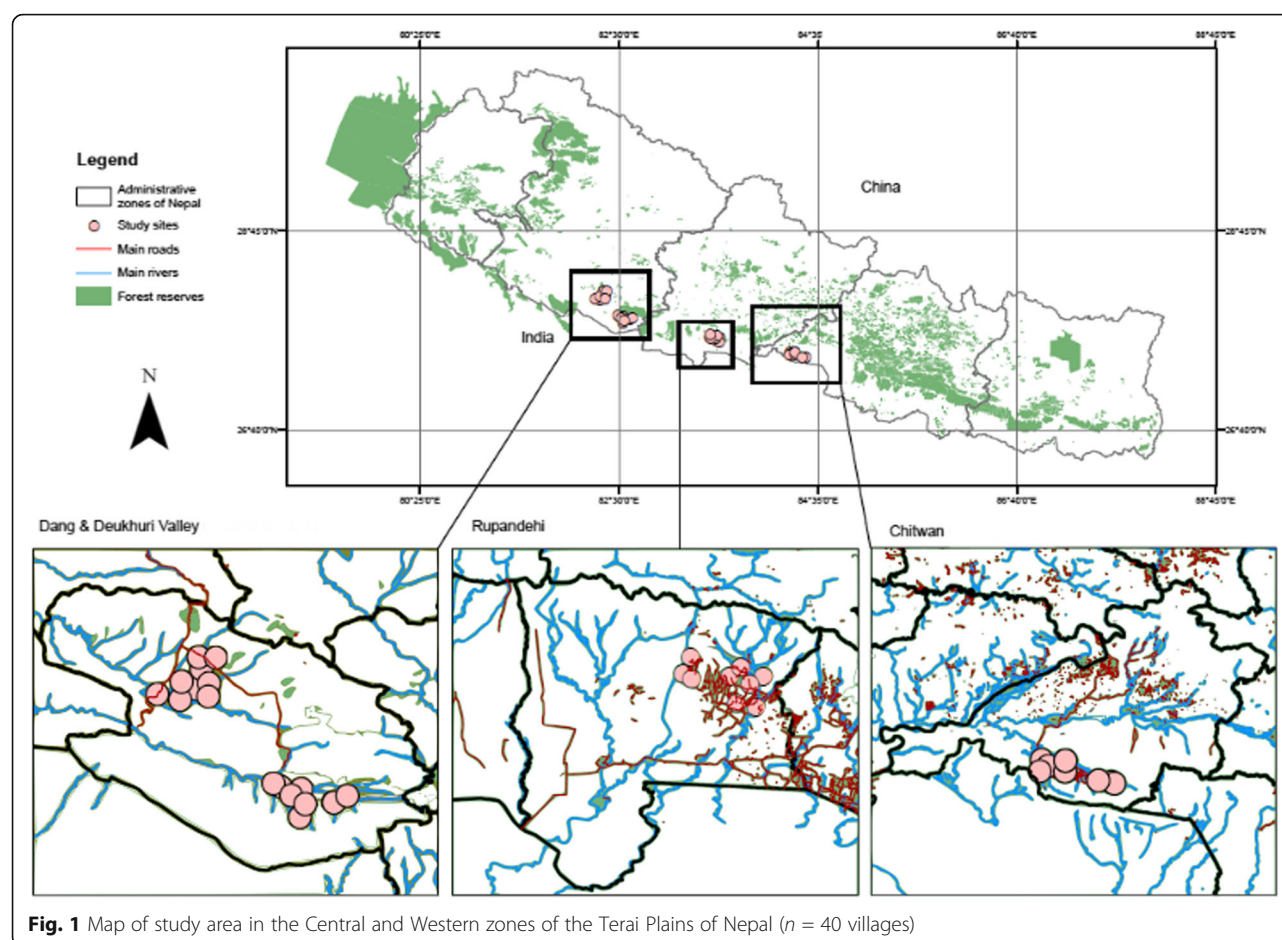 80°25'0"E 82°30'0"E 84°35' 86°40'0"E 88°45'0"E
Legend
Administrative
zones of Nepal
Study sites
Main roads
Main rivers
Forest reserves
China
India
28°45'0"N 28°45'0"N
N
26°40'0"N 26°40'0"N
80°25'0"E 82°30'0"E 84°35'0"E 86°40'0"E 88°45'0"E
Dang & Deukhuri Valley
Rupandehi
Chitwan
Fig. 1 Map of study area in the Central and Western zones of the Terai Plains of Nepal (n = 40 villages)